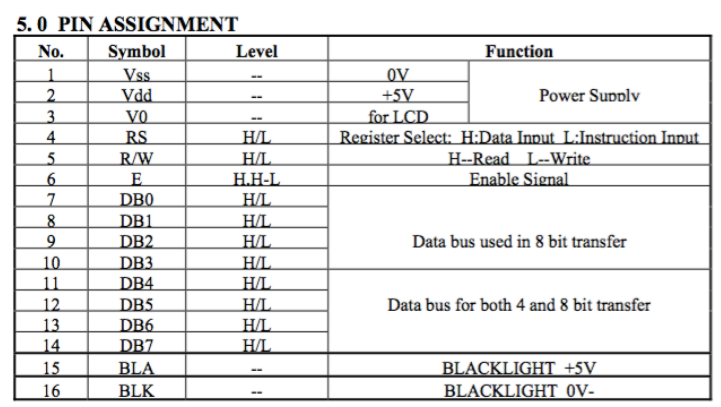 5. 0 PIN ASSIGNMENT
No. Symbol Level Function
1 Vss -- 0V
2 Vdd -- +5V Power Supply
3 V0 -- for LCD
4 RS H/L Register Select: H:Data Input L:Instruction Input
5 R/W H/L H--Read L--Write
6 E H.H-L Enable Signal
7 DB0 H/L
8 DB1 H/L
9 DB2 H/L Data bus used in 8 bit transfer
10 DB3 H/L
11 DB4 H/L
12 DB5 H/L Data bus for both 4 and 8 bit transfer
13 DB6 H/L
14 DB7 H/L
15 BLA -- BLACKLIGHT +5V
16 BLK -- BLACKLIGHT 0V-